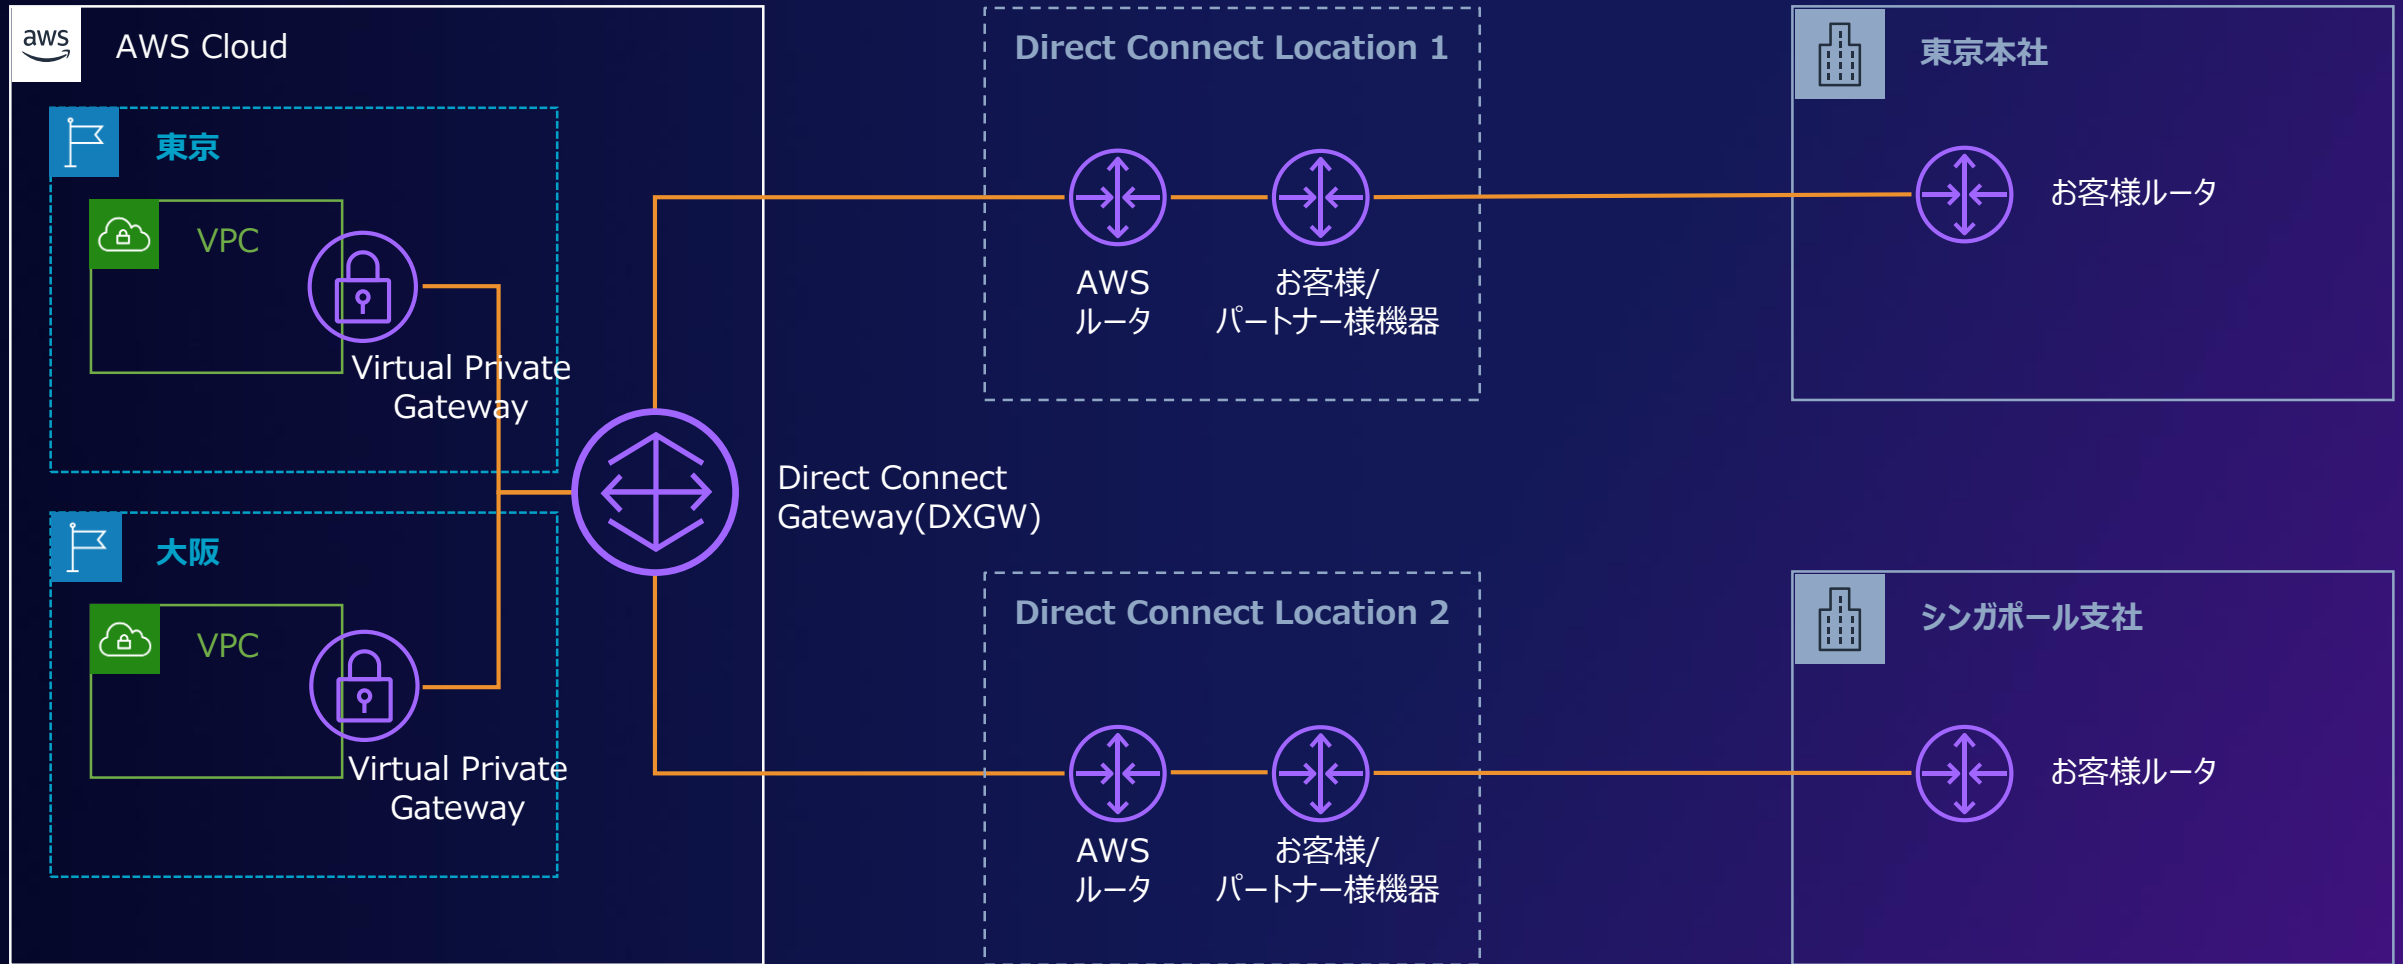 aws
AWS Cloud
東京
VPC
Virtual Private
Gateway
大阪
VPC
Virtual Private
Gateway
Direct Connect
Gateway(DXGW)
Direct Connect Location 1
AWS
ルータ
お客様/
パートナー様機器
東京本社
お客様ルータ
Direct Connect Location 2
AWS
ルータ
お客様/
パートナー様機器
シンガポール支社
お客様ルータ